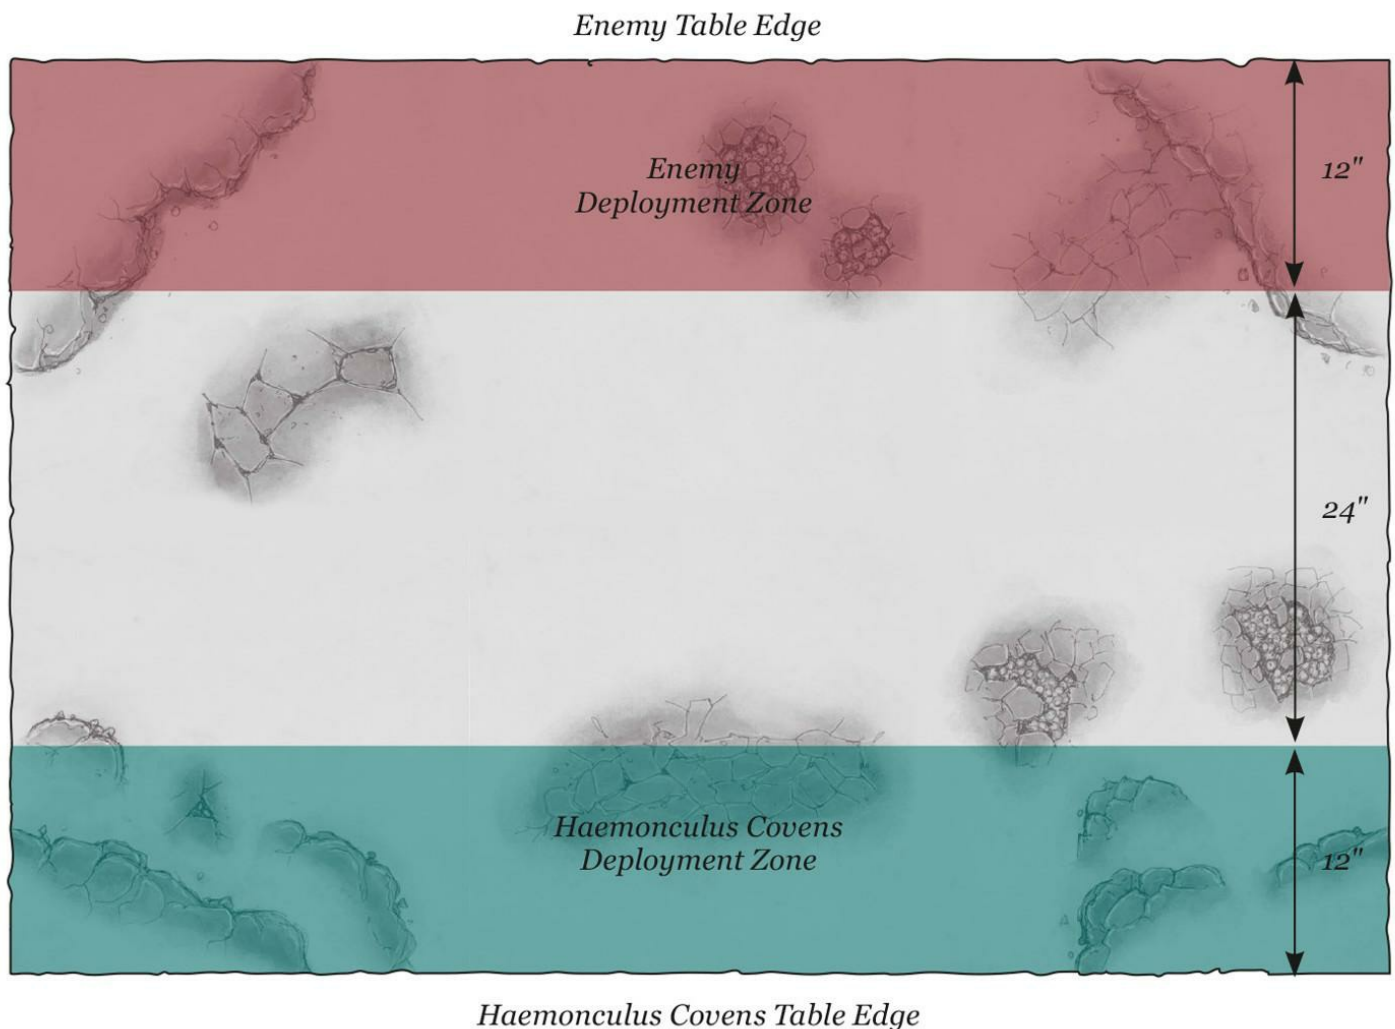 Enemy Table Edge
12"
Enemy
Deployment Zone
24"
Haemonculus Covens
Deployment Zone
12"
Haemonculus Covens Table Edge